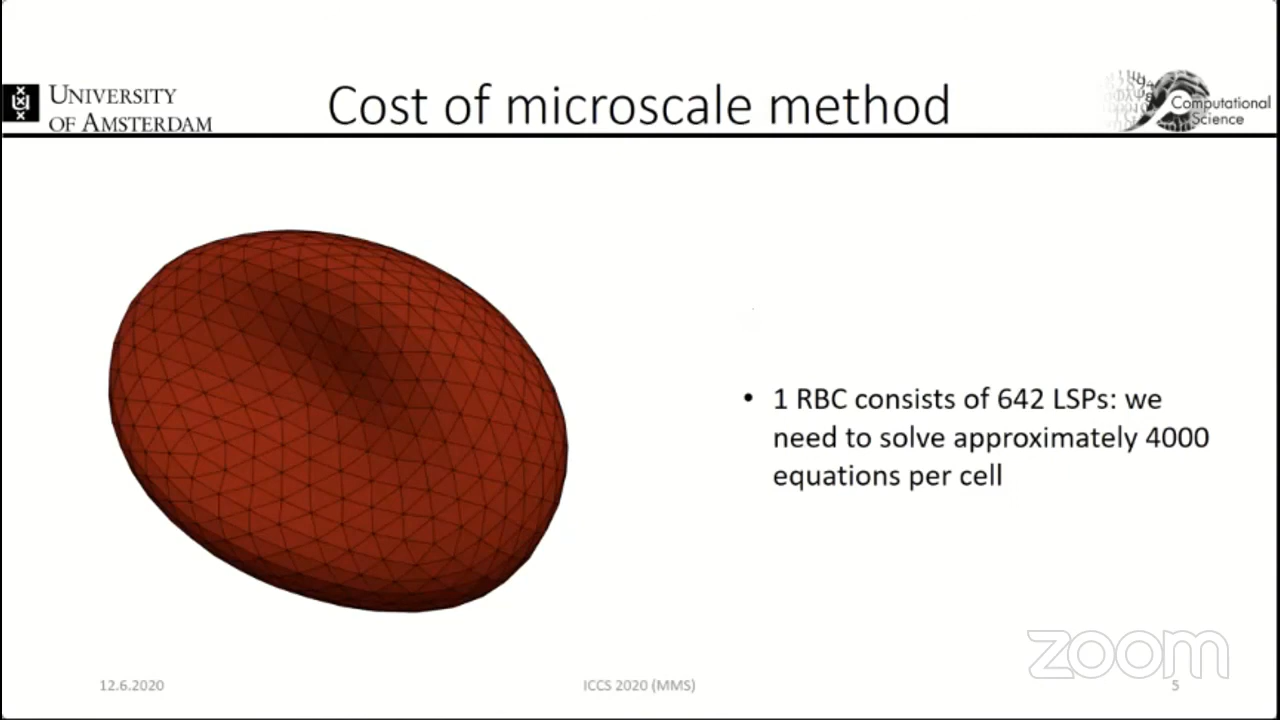 UNIVERSITY
OF AMSTERDAM
Cost of microscale method
Computational
Science
• 1 RBC consists of 642 LSPs: we
need to solve approximately 4000
equations per cell
zoom
12.6.2020
ICCS 2020 (MMS)
5